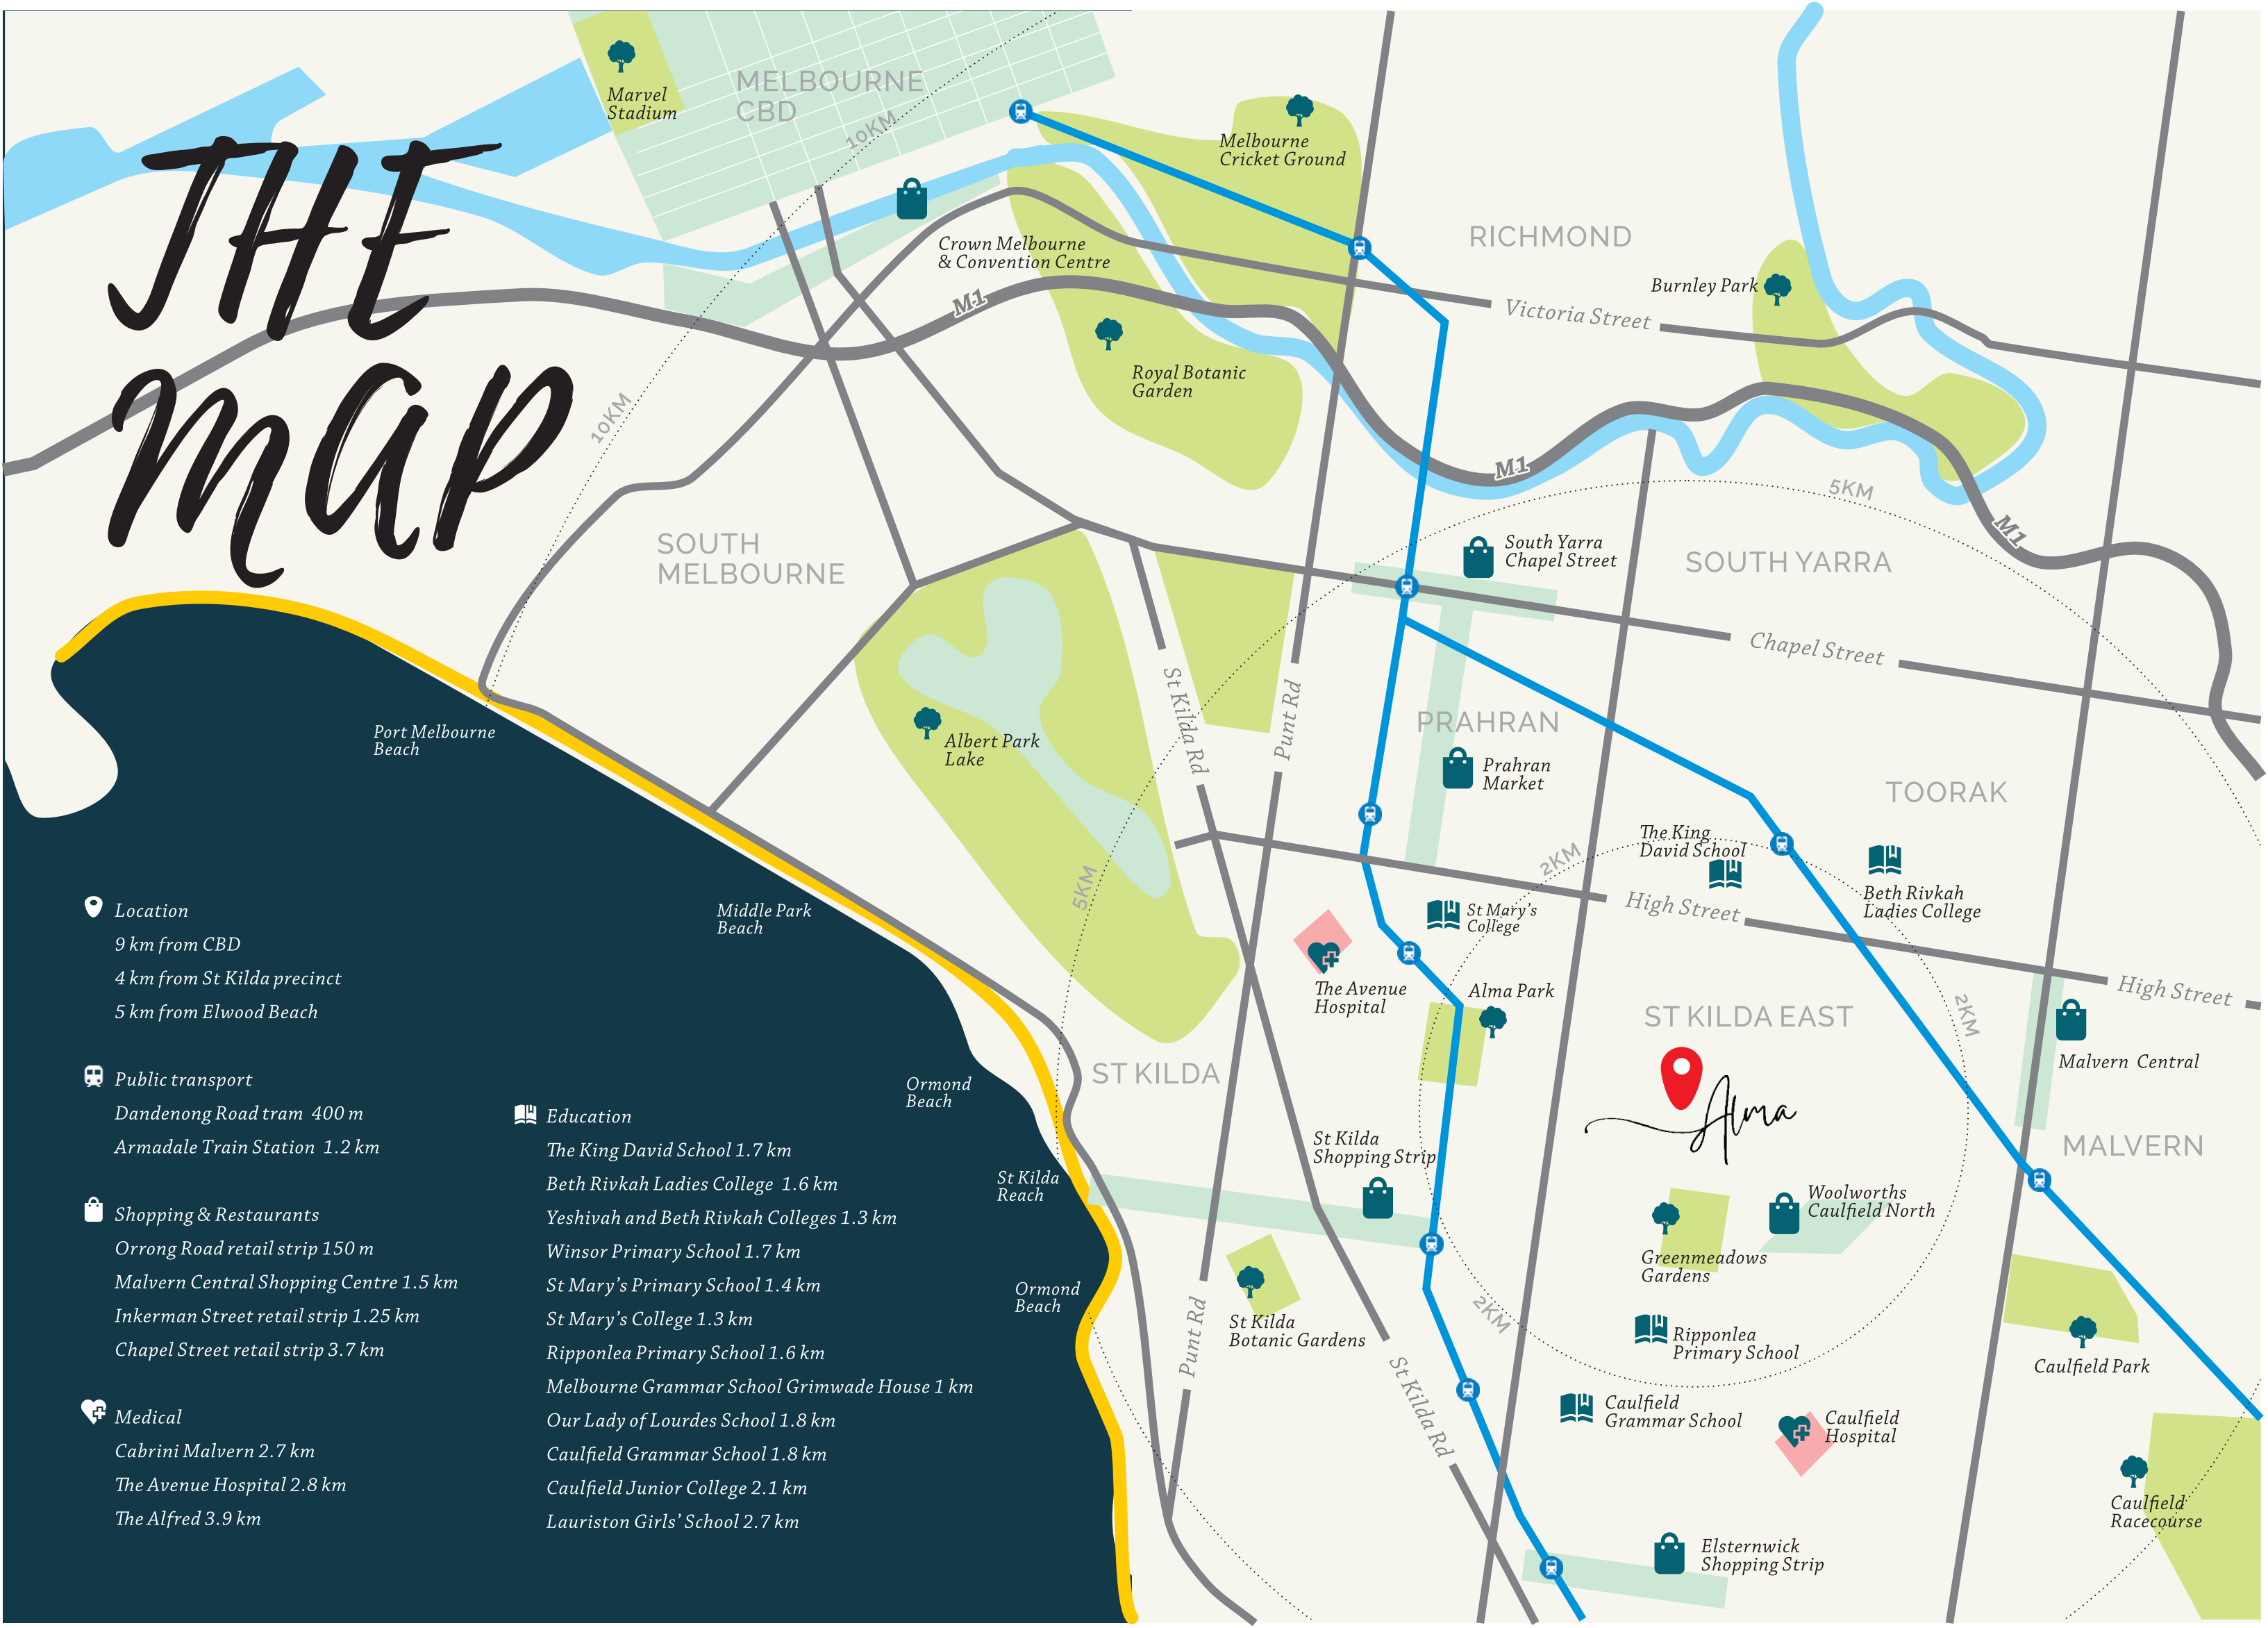 THE
MAP
Marvel
Stadium
MELBOURNE
CBD
10KM
Melbourne
Cricket Ground
Crown Melbourne
& Convention Centre
RICHMOND
Burnley Park
Victoria Street
M1
Royal Botanic
Garden
10KM
M1
5KM
M1
SOUTH
MELBOURNE
South Yarra
Chapel Street
SOUTH YARRA
Chapel Street
St Kilda Rd
Punt Rd
PRAHRAN
Port Melbourne
Beach
Albert Park
Lake
Prahran
Market
TOORAK
The King
David School
2KM
5KM
Beth Rivkah
Ladies College
High Street
Middle Park
Beach
St Mary's
College
The Avenue
Hospital
Alma Park
High Street
ST KILDA EAST
2KM
Malvern Central
ST KILDA
Ormond
Beach
Alma
MALVERN
St Kilda
Shopping Strip
St Kilda
Reach
Woolworths
Caulfield North
Greenmeadows
Gardens
Ormond
Beach
2KM
St Kilda
Botanic Gardens
Punt Rd
Ripponlea
Primary School
St Kilda Rd
Caulfield Park
Caulfield
Grammar School
Caulfield
Hospital
Caulfield
Racecourse
Elsternwick
Shopping Strip
Location
9 km from CBD
4 km from St Kilda precinct
5 km from Elwood Beach
Public transport
Dandenong Road tram 400 m
Armadale Train Station 1.2 km
Shopping & Restaurants
Orrong Road retail strip 150 m
Malvern Central Shopping Centre 1.5 km
Inkerman Street retail strip 1.25 km
Chapel Street retail strip 3.7 km
Medical
Cabrini Malvern 2.7 km
The Avenue Hospital 2.8 km
The Alfred 3.9 km
Education
The King David School 1.7 km
Beth Rivkah Ladies College 1.6 km
Yeshivah and Beth Rivkah Colleges 1.3 km
Winsor Primary School 1.7 km
St Mary's Primary School 1.4 km
St Mary's College 1.3 km
Ripponlea Primary School 1.6 km
Melbourne Grammar School Grimwade House 1 km
Our Lady of Lourdes School 1.8 km
Caulfield Grammar School 1.8 km
Caulfield Junior College 2.1 km
Lauriston Girls' School 2.7 km